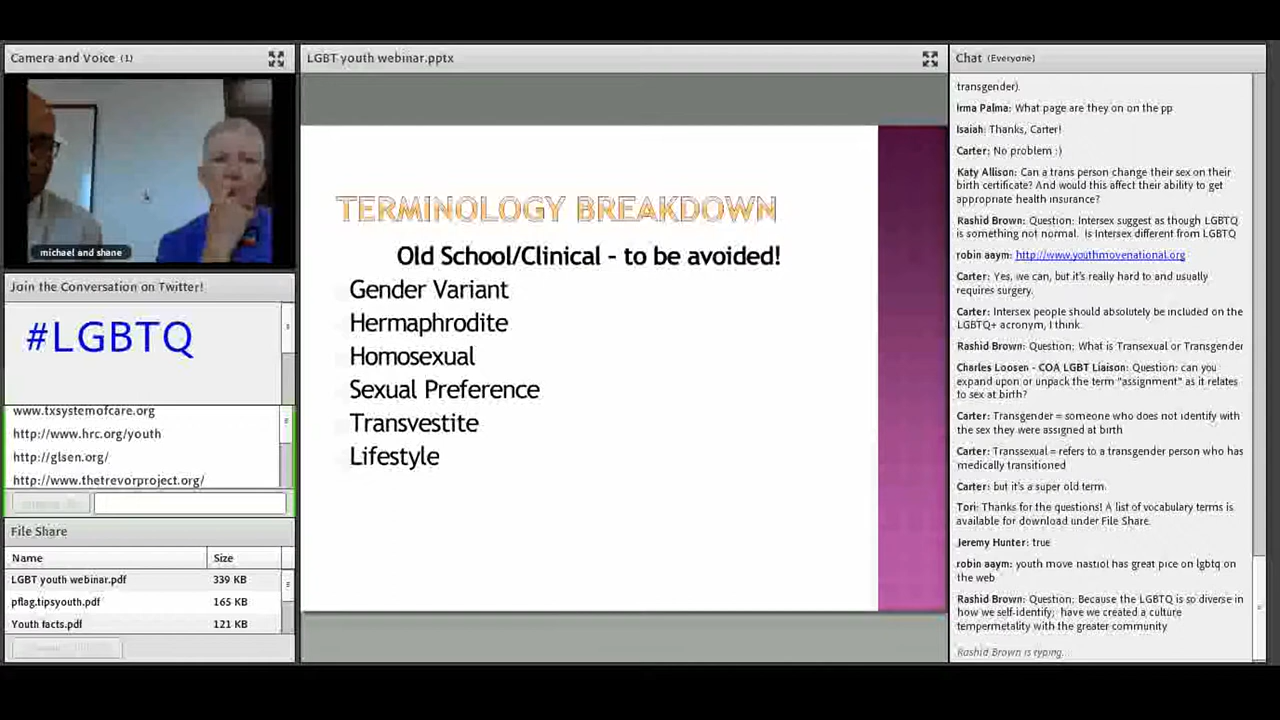 Camera and Voice (1)
michael and shane
Join the Conversation on Twitter!
#LGBTQ
www.txsystemofcare.org
http://www.hrc.org/youth
http://glsen.org/
http://www.thetrevorproject.org/
File Share
Name Size
LGBT youth webinar.pdf 339 KB
pflag.tipsyouth.pdf 165 KB
Youth facts.pdf 121 KB
LGBT youth webinar.pptx
TERMINOLOGY BREAKDOWN
Old School/Clinical - to be avoided!
Gender Variant
Hermaphrodite
Homosexual
Sexual Preference
Transvestite
Lifestyle
Chat (Everyone)
transgender).
Irma Palma: What page are they on on the pp
Isaiah: Thanks, Carter!
Carter: No problem :)
Katy Allison: Can a trans person change their sex on their
birth certificate? And would this affect their ability to get
appropriate health insurance?
Rashid Brown: Question: Intersex suggest as though LGBTQ
is something not normal. Is Intersex different from LGBTQ
robin aaym: http://www.youthmovenational.org
Carter: Yes, we can, but it's really hard to and usually
requires surgery.
Carter: Intersex people should absolutely be included on the
LGBTQ+ acronym, I think.
Rashid Brown: Question: What is Transexual or Transgender
Charles Loosen - COA LGBT Liaison: Question: can you
expand upon or unpack the term "assignment" as it relates
to sex at birth?
Carter: Transgender = someone who does not identify with
the sex they were assigned at birth
Carter: Transsexual = refers to a transgender person who has
medically transitioned
Carter: but it's a super old term.
Tori: Thanks for the questions! A list of vocabulary terms is
available for download under File Share.
Jeremy Hunter: true
robin aaym: youth move nastiol has great pice on lgbtq on
the web
Rashid Brown: Question: Because the LGBTQ is so diverse in
how we self-identify; have we created a culture
tempermetality with the greater community
Rashid Brown is typing...